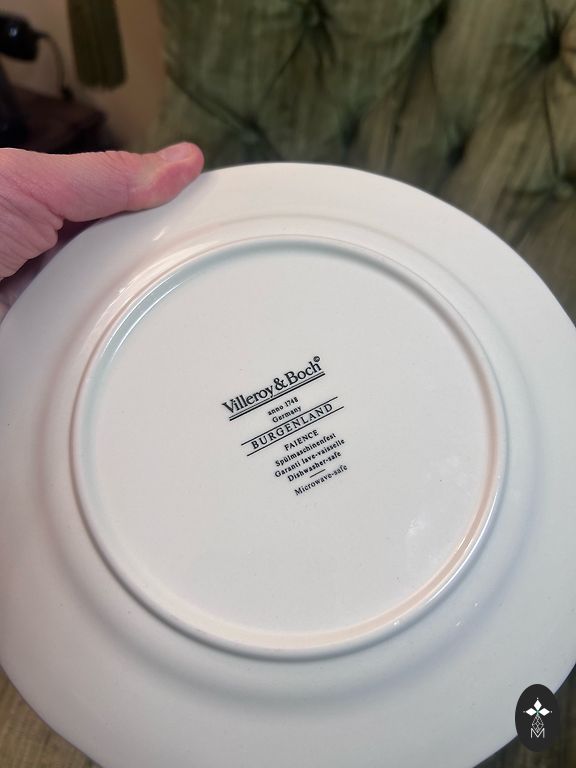 Villeroy & Boch©
anno 1748
Germany
BURGENLAND
FAIENCE
Spülmaschinenfest
Garanti lave-vaisselle
Dishwasher-safe
Microwave-safe
M